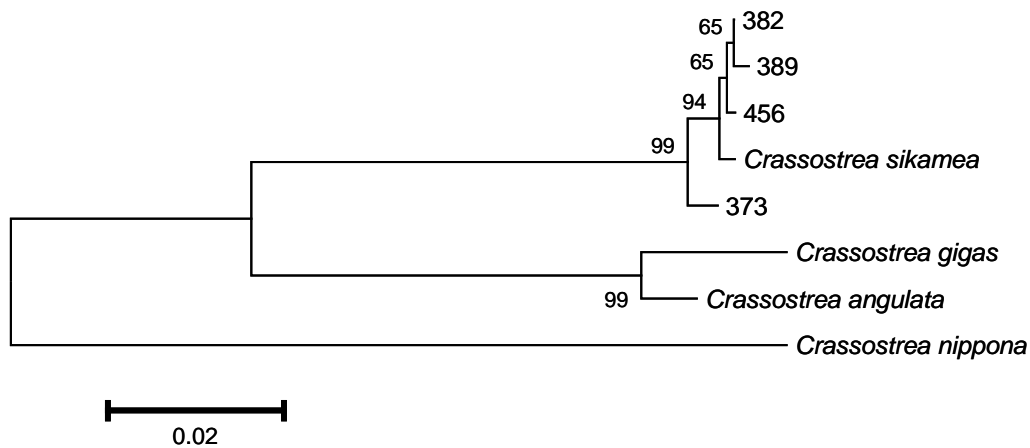 65
382
65
389
94
456
99
Crassostrea sikamea
373
Crassostrea gigas
99
Crassostrea angulata
Crassostrea nippona
0.02